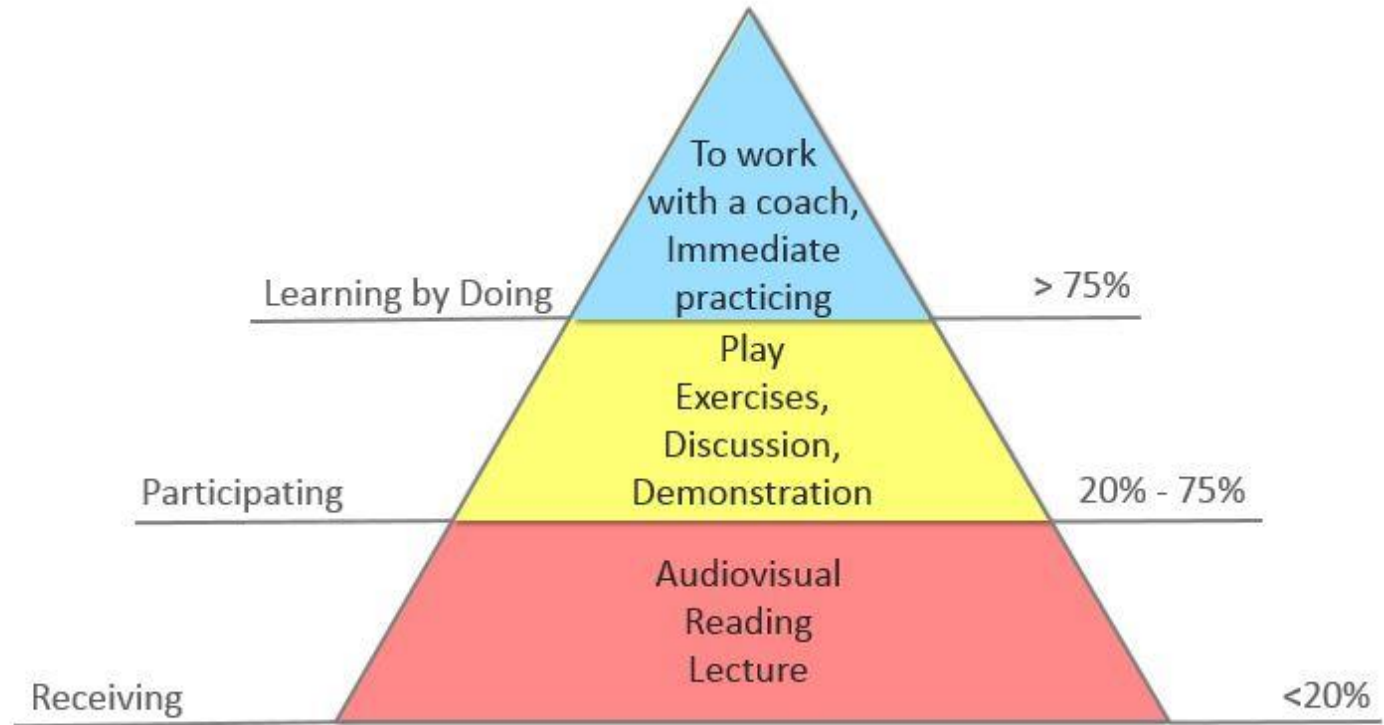 To work
with a coach,
Immediate
practicing
Learning by Doing
> 75%
Play
Exercises,
Discussion,
Demonstration
Participating
20% - 75%
Audiovisual
Reading
Lecture
Receiving
<20%